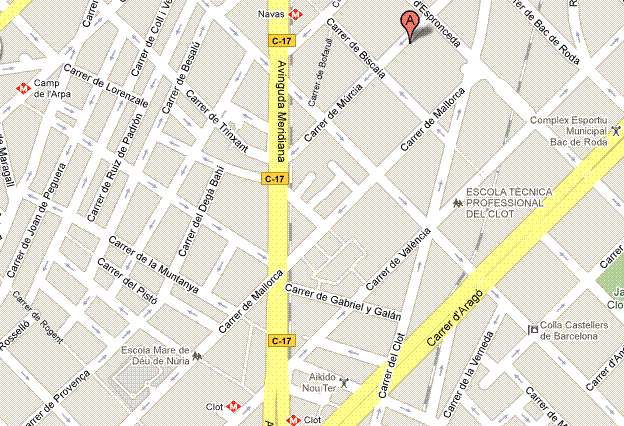 Navas
C-17
A
d'Espronceda
Carrer de Bac de Roda
Carrer de Coll i Ve
Carrer de Besalú
Carrer de Biscaia
Carrer de Bofarull
Avinguda Meridiana
Camp
de l'Arpa
Carrer de Lorenzale
Carrer de Trinxant
Carrer de Múrcia
Carrer de Mallorca
Complex Esportiu
Municipal
Bac de Roda
de Maragall
Carrer de Joan de Peguera
Carrer de Ruiz de Padrón
Carrer del Degà Bahí
C-17
ESCOLA TÈCNICA
PROFESSIONAL
DEL CLOT
Carrer de la Muntanya
Carrer del Pistó
Carrer de València
Carrer de Mallorca
Carrer de Gabriel y Galán
Carrer de Rogent
Rosselló
Carrer d'Aragó
Ja
Clo
C-17
Colla Castellers
de Barcelona
Escola Mare de
Déu de Núria
Carrer del Clot
Carrer de la Verneda
Carrer d'A
Carrer de Provença
Aikido
Nou Ter
Clot
Clot
A